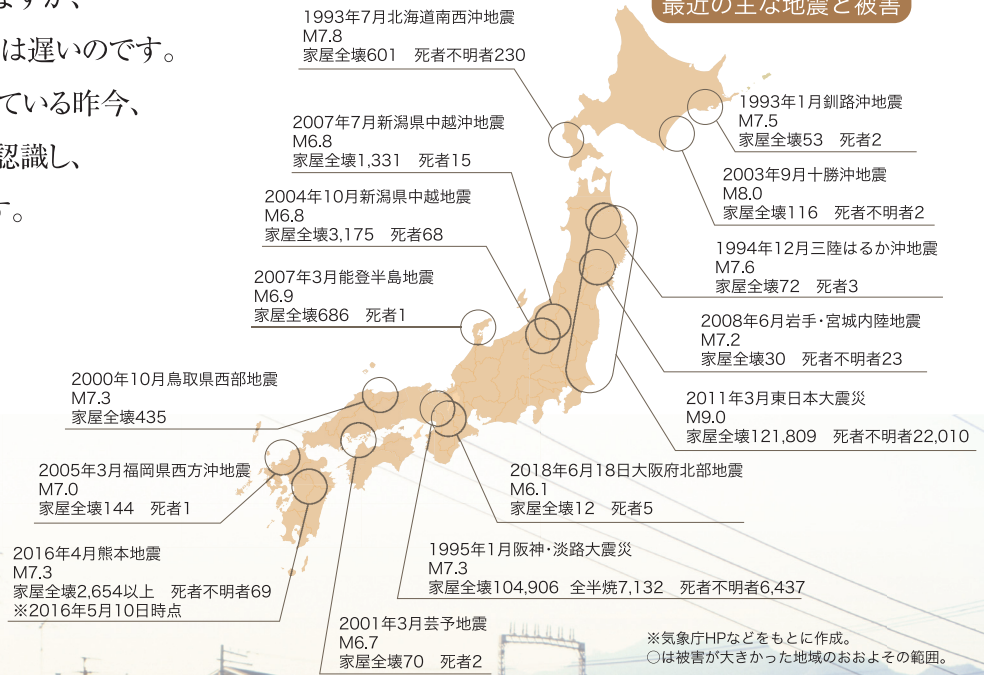 ますが、
は遅いのです。
ている昨今、
認識し、
す。
最近の主な地震と被害
1993年7月北海道南西沖地震
M7.8
家屋全壊601 死者不明者230
2007年7月新潟県中越沖地震
M6.8
家屋全壊1,331 死者15
2004年10月新潟県中越地震
M6.8
家屋全壊3,175 死者68
2007年3月能登半島地震
M6.9
家屋全壊686 死者1
2000年10月鳥取県西部地震
M7.3
家屋全壊435
2005年3月福岡県西方沖地震
M7.0
家屋全壊144 死者1
2016年4月熊本地震
M7.3
家屋全壊2,654以上 死者不明者69
※2016年5月10日時点
1993年1月釧路沖地震
M7.5
家屋全壊53 死者2
2003年9月十勝沖地震
M8.0
家屋全壊116 死者不明者2
1994年12月三陸はるか沖地震
M7.6
家屋全壊72 死者3
2008年6月岩手・宮城内陸地震
M7.2
家屋全壊30 死者不明者23
2011年3月東日本大震災
M9.0
家屋全壊121,809 死者不明者22,010
2018年6月18日大阪府北部地震
M6.1
家屋全壊12 死者5
1995年1月阪神・淡路大震災
M7.3
家屋全壊104,906 全半焼7,132 死者不明者6,437
2001年3月芸予地震
M6.7
家屋全壊70 死者2
※気象庁HPなどをもとに作成。
○は被害が大きかった地域のおおよその範囲。